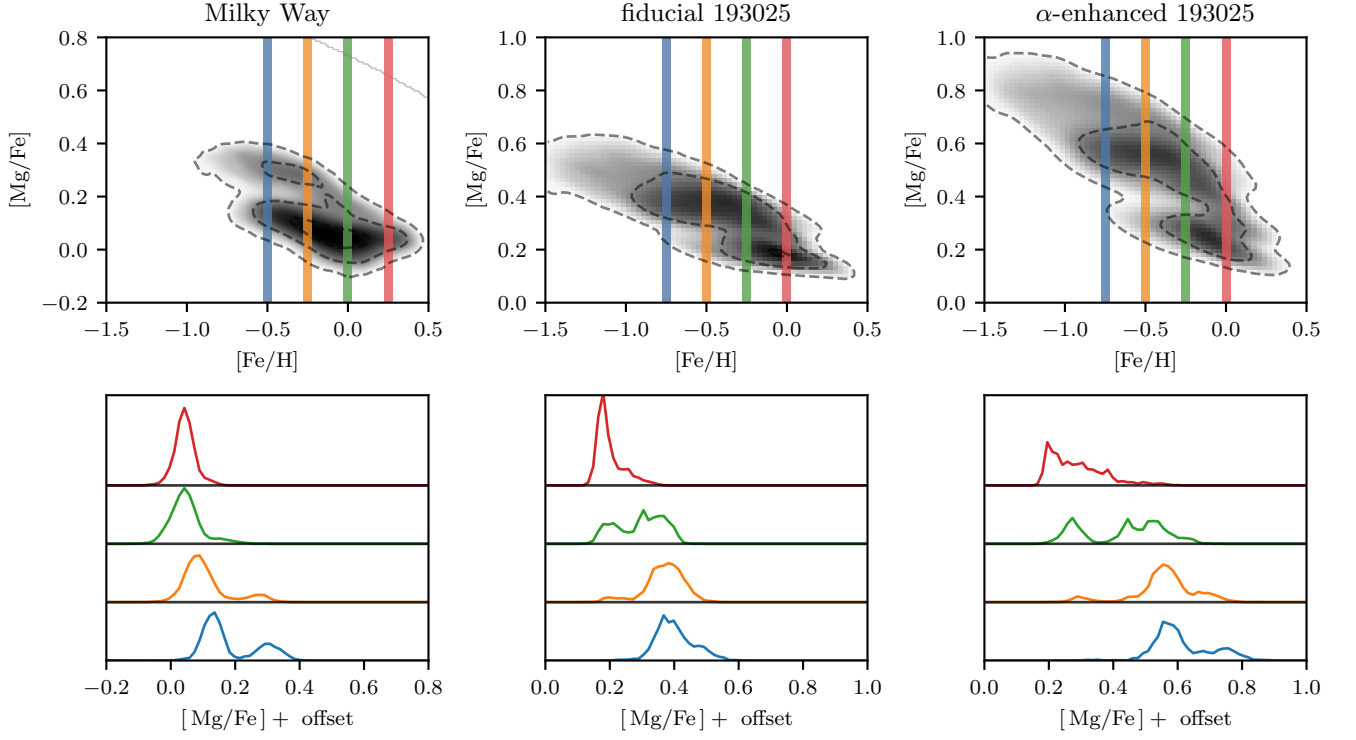 Milky Way
fiducial 193025
α-enhanced 193025
0.8
0.6
0.4
0.2
0.0
−0.2
[Mg/Fe]
−1.5 −1.0 −0.5 0.0 0.5
[Fe/H]
1.0
0.8
0.6
0.4
0.2
0.0
[Mg/Fe]
−1.5 −1.0 −0.5 0.0 0.5
[Fe/H]
1.0
0.8
0.6
0.4
0.2
0.0
[Mg/Fe]
−1.5 −1.0 −0.5 0.0 0.5
[Fe/H]
−0.2 0.0 0.2 0.4 0.6 0.8
[Mg/Fe] + offset
0.0 0.2 0.4 0.6 0.8 1.0
[Mg/Fe] + offset
0.0 0.2 0.4 0.6 0.8 1.0
[Mg/Fe] + offset